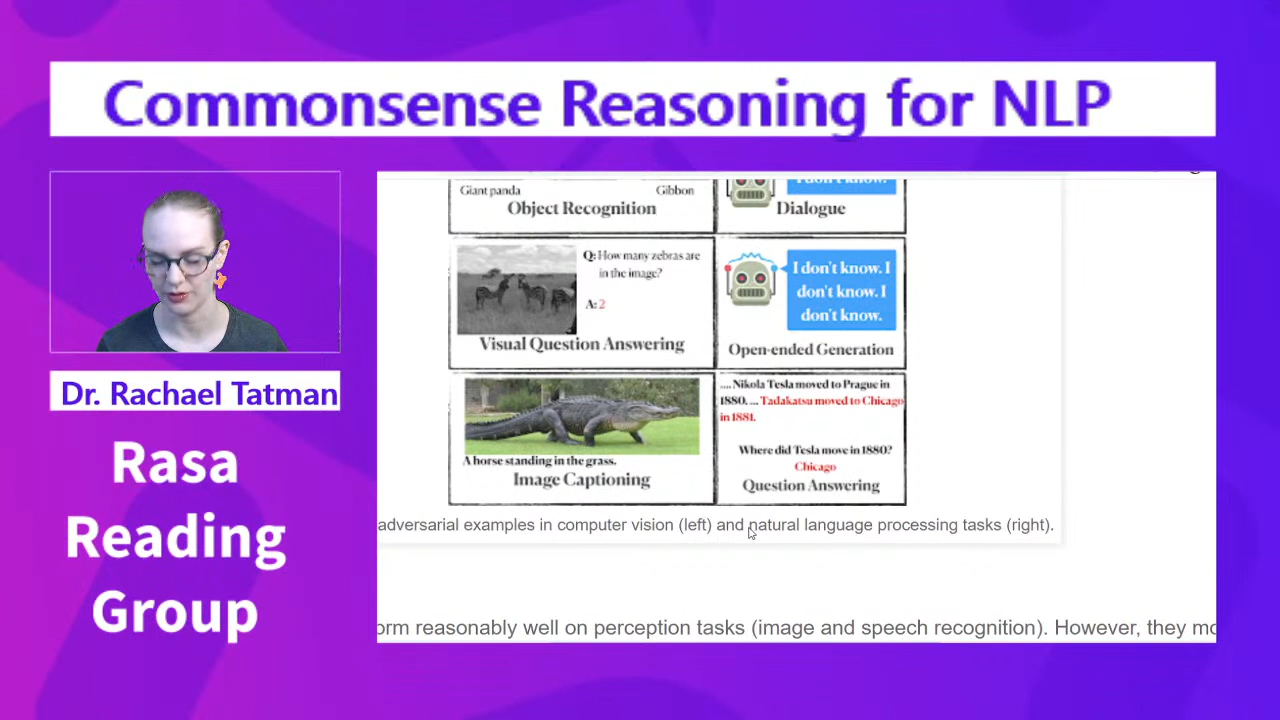 Commonsense Reasoning for NLP
Dr. Rachael Tatman
Rasa
Reading
Group
Giant panda
Gibbon
Object Recognition
I don't know.
Dialogue
Q: How many zebras are
in the image?
A: 2
Visual Question Answering
I don't know. I
don't know. I
don't know.
Open-ended Generation
A horse standing in the grass.
Image Captioning
.... Nikola Tesla moved to Prague in
1880. ... Tadakatsu moved to Chicago
in 1881.
Where did Tesla move in 1880?
Chicago
Question Answering
adversarial examples in computer vision (left) and natural language processing tasks (right).
orm reasonably well on perception tasks (image and speech recognition). However, they mo